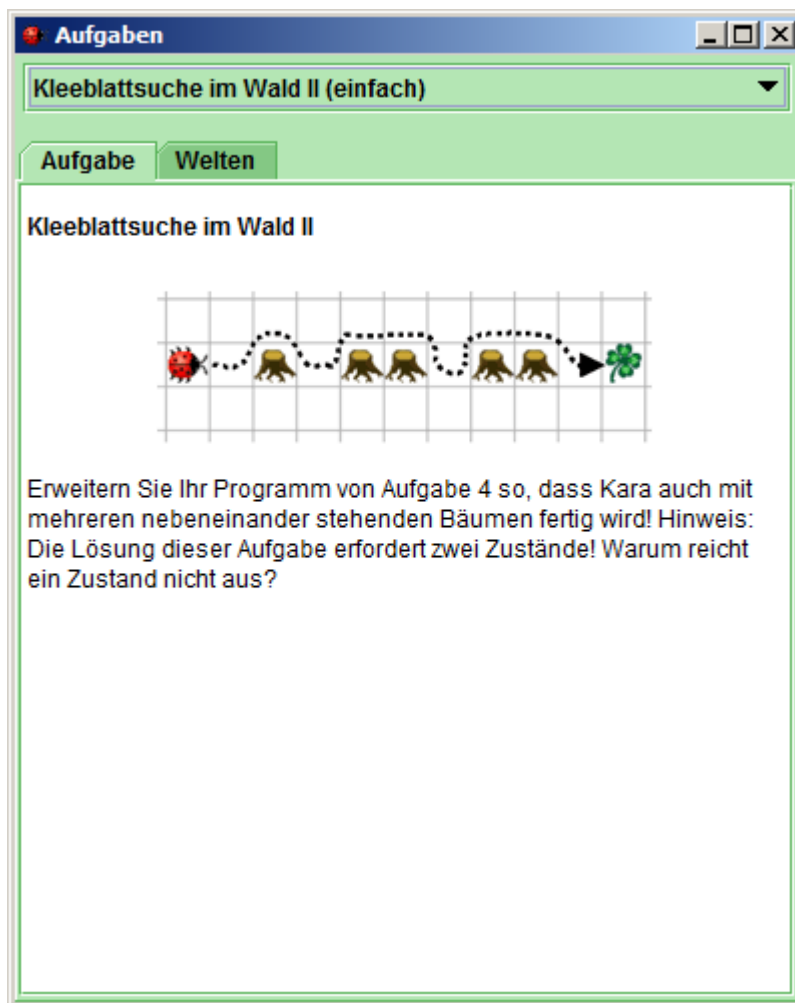 Aufgaben
Kleeblattsuche im Wald II (einfach)
Aufgabe
Welten
Kleeblattsuche im Wald II
Erweitern Sie Ihr Programm von Aufgabe 4 so, dass Kara auch mit
mehreren nebeneinander stehenden Bäumen fertig wird! Hinweis:
Die Lösung dieser Aufgabe erfordert zwei Zustände! Warum reicht
ein Zustand nicht aus?